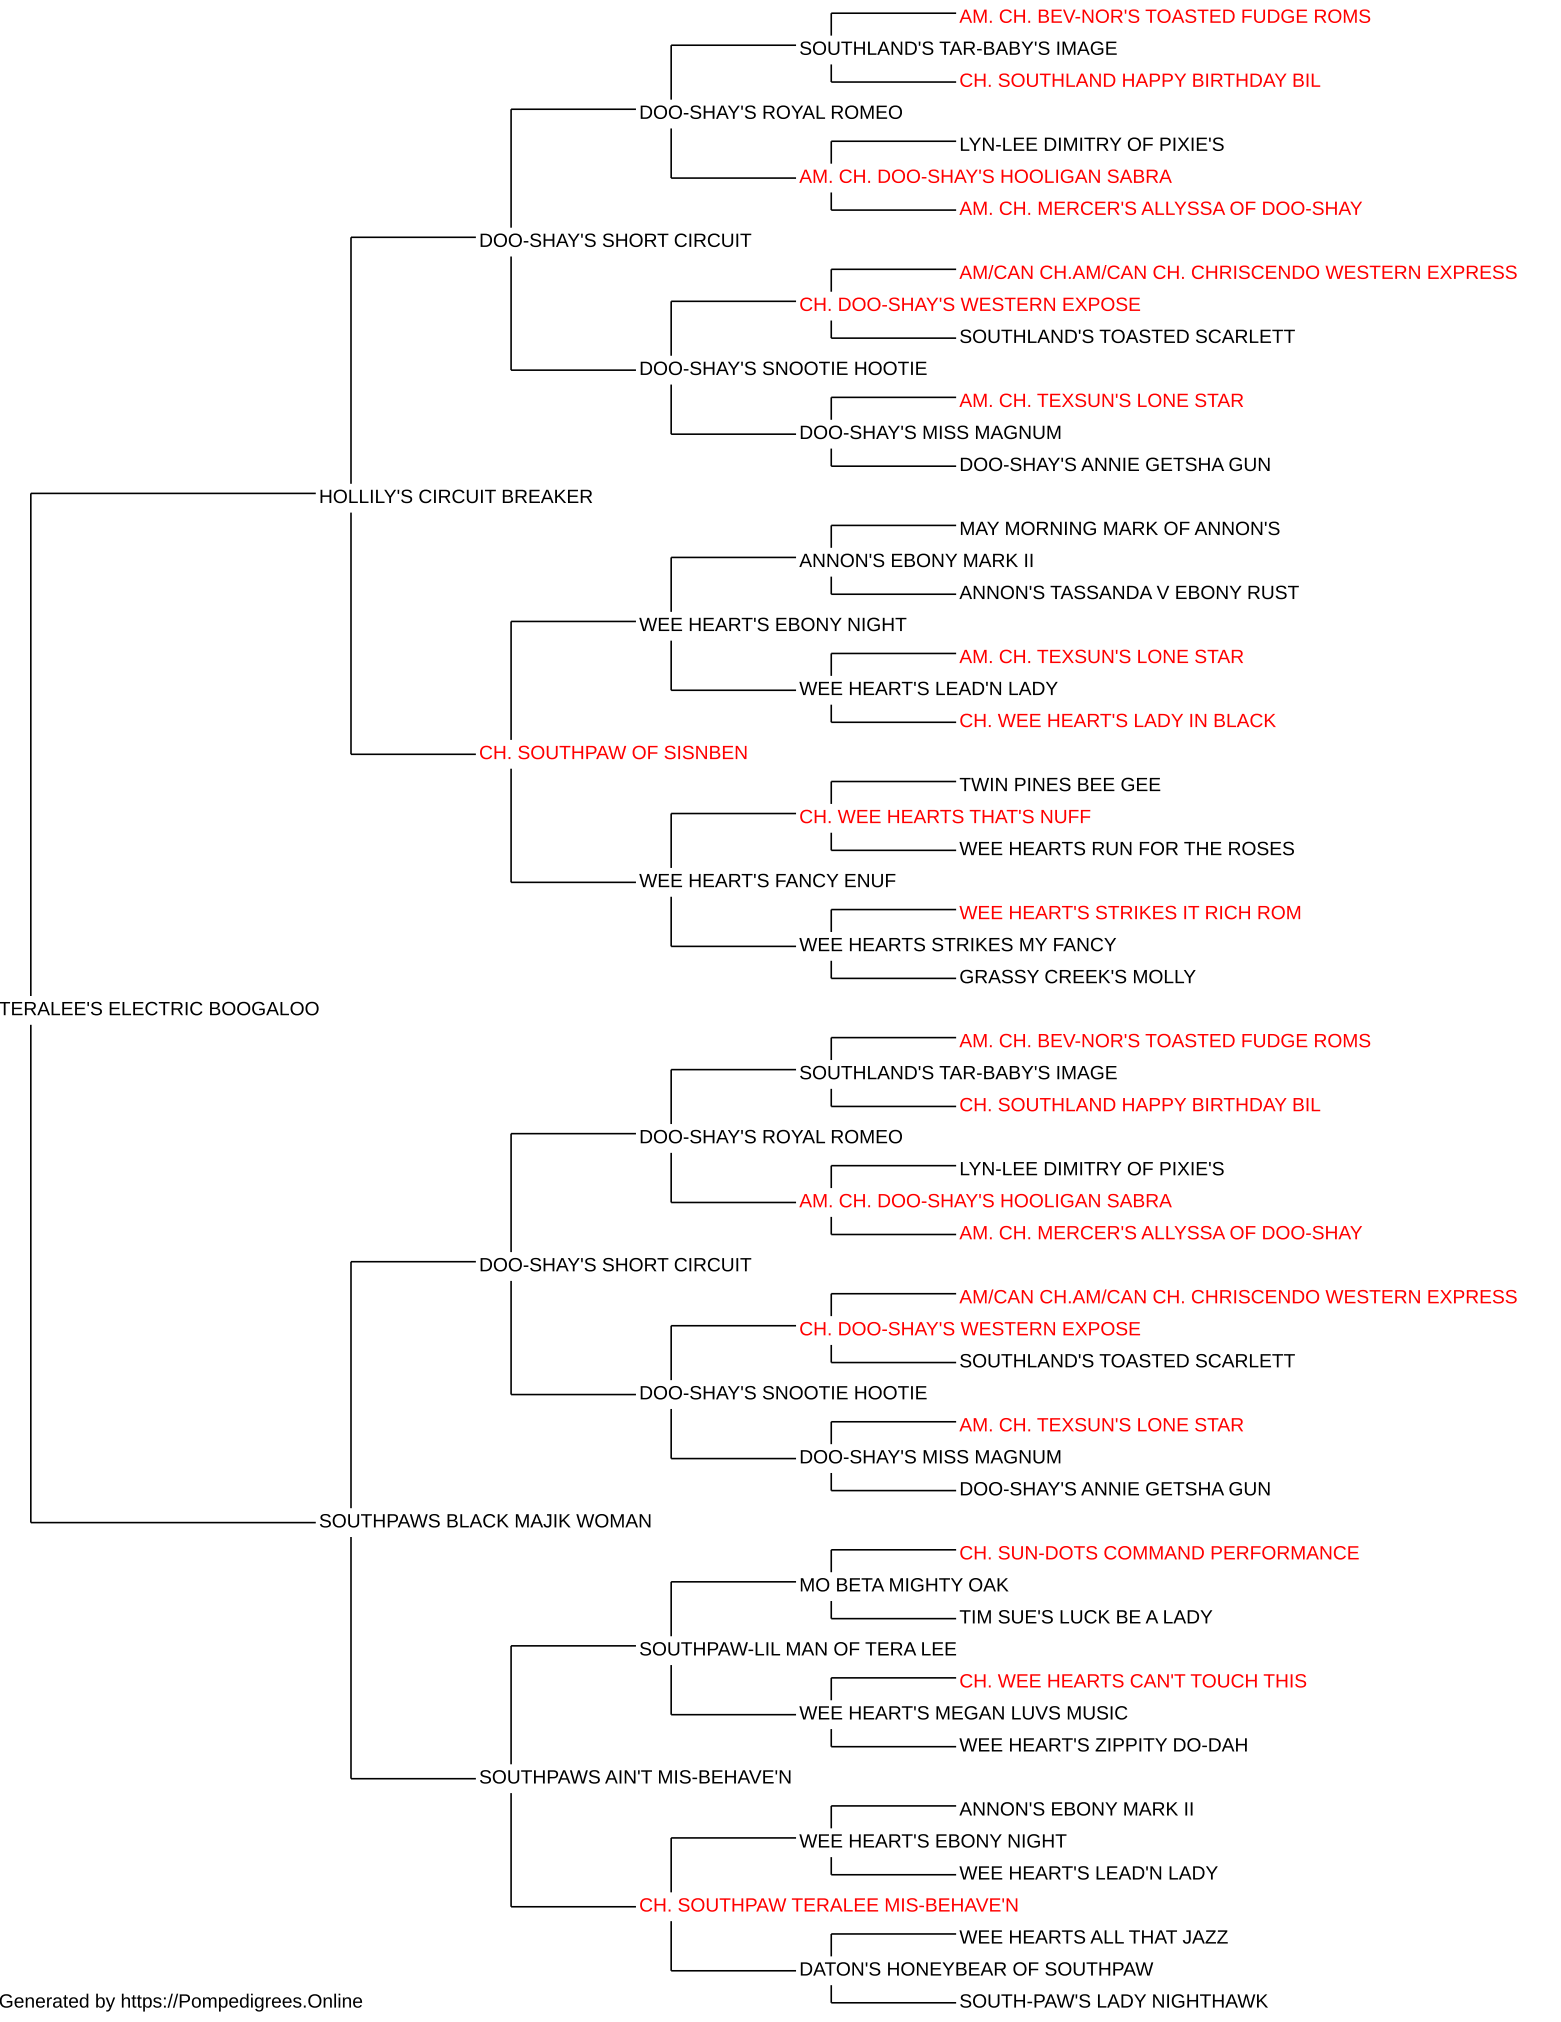 AM. CH. BEV-NOR'S TOASTED FUDGE ROMS
SOUTHLAND'S TAR-BABY'S IMAGE
CH. SOUTHLAND HAPPY BIRTHDAY BIL
DOO-SHAY'S ROYAL ROMEO
LYN-LEE DIMITRY OF PIXIE'S
AM. CH. DOO-SHAY'S HOOLIGAN SABRA
AM. CH. MERCER'S ALLYSSA OF DOO-SHAY
DOO-SHAY'S SHORT CIRCUIT
AM/CAN CH.AM/CAN CH. CHRISCENDO WESTERN EXPRESS
CH. DOO-SHAY'S WESTERN EXPOSE
SOUTHLAND'S TOASTED SCARLETT
DOO-SHAY'S SNOOTIE HOOTIE
AM. CH. TEXSUN'S LONE STAR
DOO-SHAY'S MISS MAGNUM
DOO-SHAY'S ANNIE GETSHA GUN
HOLLILY'S CIRCUIT BREAKER
MAY MORNING MARK OF ANNON'S
ANNON'S EBONY MARK II
ANNON'S TASSANDA V EBONY RUST
WEE HEART'S EBONY NIGHT
AM. CH. TEXSUN'S LONE STAR
WEE HEART'S LEAD'N LADY
CH. WEE HEART'S LADY IN BLACK
CH. SOUTHPAW OF SISNBEN
TWIN PINES BEE GEE
CH. WEE HEARTS THAT'S NUFF
WEE HEARTS RUN FOR THE ROSES
WEE HEART'S FANCY ENUF
WEE HEART'S STRIKES IT RICH ROM
WEE HEARTS STRIKES MY FANCY
GRASSY CREEK'S MOLLY
TERALEE'S ELECTRIC BOOGALOO
AM. CH. BEV-NOR'S TOASTED FUDGE ROMS
SOUTHLAND'S TAR-BABY'S IMAGE
CH. SOUTHLAND HAPPY BIRTHDAY BIL
DOO-SHAY'S ROYAL ROMEO
LYN-LEE DIMITRY OF PIXIE'S
AM. CH. DOO-SHAY'S HOOLIGAN SABRA
AM. CH. MERCER'S ALLYSSA OF DOO-SHAY
DOO-SHAY'S SHORT CIRCUIT
AM/CAN CH.AM/CAN CH. CHRISCENDO WESTERN EXPRESS
CH. DOO-SHAY'S WESTERN EXPOSE
SOUTHLAND'S TOASTED SCARLETT
DOO-SHAY'S SNOOTIE HOOTIE
AM. CH. TEXSUN'S LONE STAR
DOO-SHAY'S MISS MAGNUM
DOO-SHAY'S ANNIE GETSHA GUN
SOUTHPAWS BLACK MAJIK WOMAN
CH. SUN-DOTS COMMAND PERFORMANCE
MO BETA MIGHTY OAK
TIM SUE'S LUCK BE A LADY
SOUTHPAW-LIL MAN OF TERA LEE
CH. WEE HEARTS CAN'T TOUCH THIS
WEE HEART'S MEGAN LUVS MUSIC
WEE HEART'S ZIPPITY DO-DAH
SOUTHPAWS AIN'T MIS-BEHAVE'N
ANNON'S EBONY MARK II
WEE HEART'S EBONY NIGHT
WEE HEART'S LEAD'N LADY
CH. SOUTHPAW TERALEE MIS-BEHAVE'N
WEE HEARTS ALL THAT JAZZ
DATON'S HONEYBEAR OF SOUTHPAW
SOUTH-PAW'S LADY NIGHTHAWK
Generated by https://Pompedigrees.Online